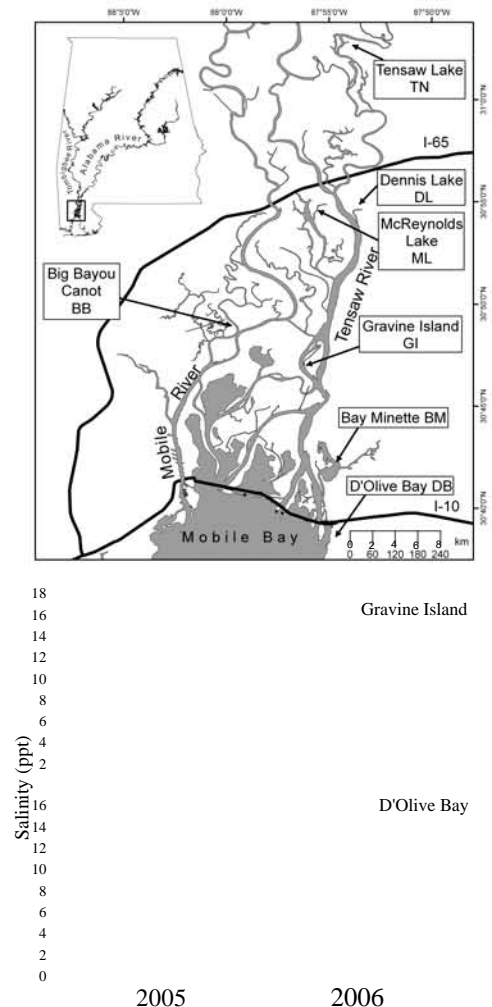 88°5'0"W 88°0'0"W 87°55'0"W 87°50'0"W
Tensaw Lake
TN
31°0'0"N
I-65
Alabama River
Tombigbee River
Dennis Lake
DL
30°55'0"N
McReynolds
Lake
ML
Big Bayou
Canot
BB
Tensaw River
30°50'0"N
Gravine Island
GI
Mobile River
30°45'0"N
Bay Minette BM
D'Olive Bay DB
I-10
30°40'0"N
Mobile Bay
0 2 4 6 8
km
0 60 120 180 240
18
Gravine Island
16
14
12
10
8
6
4
2
Salinity (ppt)
16
D'Olive Bay
14
12
10
8
6
4
2
0
2005 2006